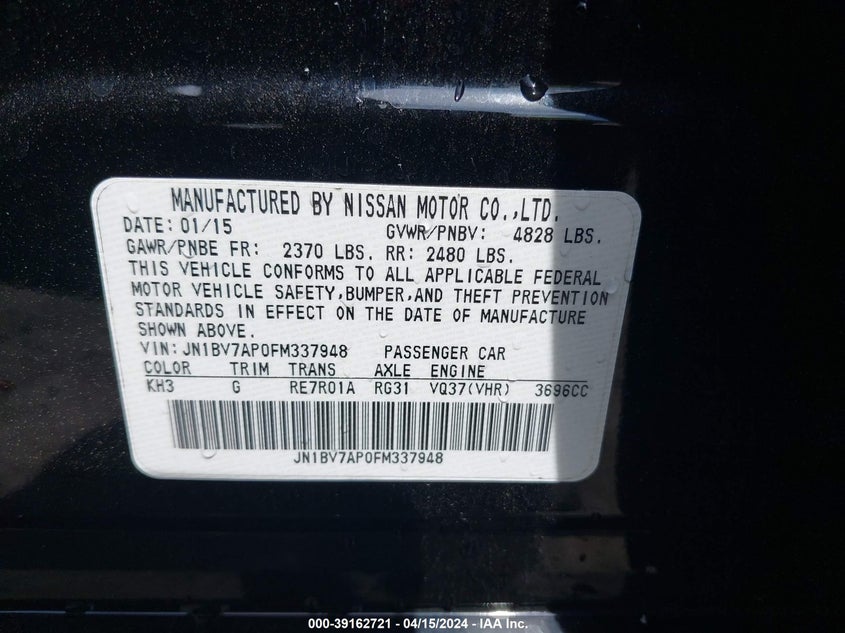 MANUFACTURED BY NISSAN MOTOR CO.,LTD.
DATE: 01/15 GVWR/PNBV: 4828 LBS.
GAWR/PNBE FR: 2370 LBS. RR: 2480 LBS.
THIS VEHICLE CONFORMS TO ALL APPLICABLE FEDERAL
MOTOR VEHICLE SAFETY,BUMPER,AND THEFT PREVENTION
STANDARDS IN EFFECT ON THE DATE OF MANUFACTURE
SHOWN ABOVE.
VIN:JN1BV7AP0FM337948 PASSENGER CAR
COLOR TRIM TRANS AXLE ENGINE
KH3 G RE7R01A RG31 VQ37(VHR) 3696CC
JN1BV7AP0FM337948
000-39162721 - 04/15/2024 - IAA Inc.